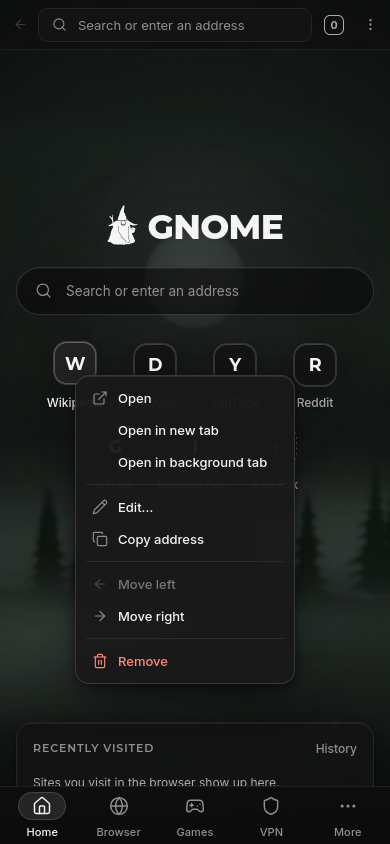 Search or enter an address
0
GNOME
Search or enter an address
W
D
Y
R
Reddit
Open
Open in new tab
Open in background tab
Edit...
Copy address
Move left
Move right
Remove
RECENTLY VISITED
History
Sites you visit in the browser show up here.
Home
Browser
Games
VPN
More